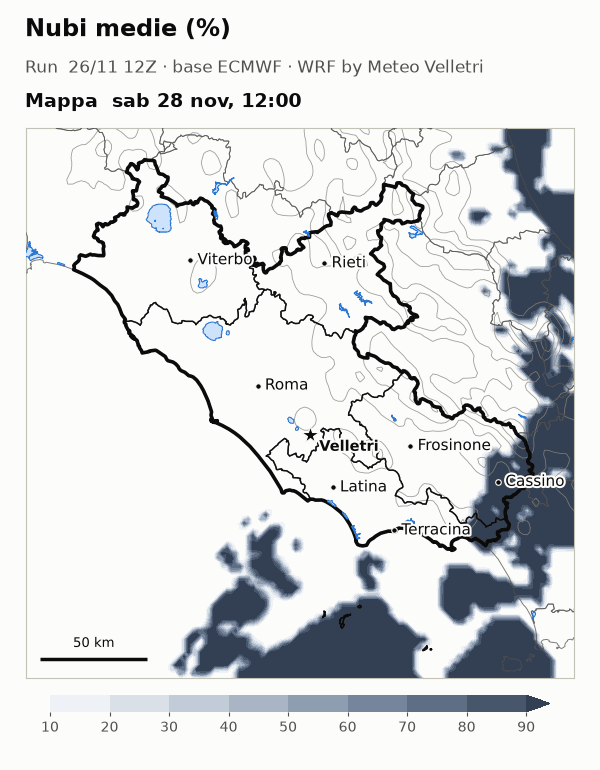 Nubi medie (%)
Run  26/11 12Z · base ECMWF · WRF by Meteo Velletri
Mappa  sab 28 nov, 12:00
Viterbo
Rieti
Roma
Velletri
Frosinone
Latina
Cassino
Terracina
50 km
10 20 30 40 50 60 70 80 90